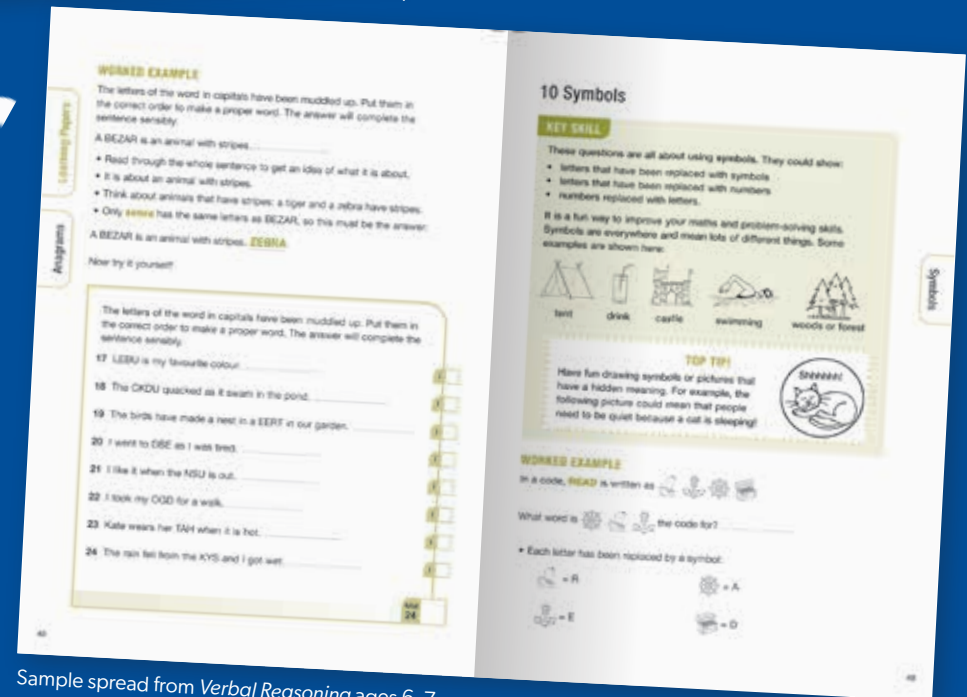 WORKED EXAMPLE
The letters of the word in capitals have been muddled up. Put them in
the correct order to make a proper word. The answer will complete the
sentence sensibly.
A BEZAR is an animal with stripes.
• Read through the whole sentence to get an idea of what it is about.
• It is about an animal with stripes.
• Think about animals that have stripes: a tiger and a zebra have stripes.
• Only zebra has the same letters as BEZAR, so this must be the answer.
A BEZAR is an animal with stripes. ZEBRA
Now try it yourself!
Learning Papers
Anagrams
The letters of the word in capitals have been muddled up. Put them in
the correct order to make a proper word. The answer will complete the
sentence sensibly.
17 LEBU is my favourite colour.
18 The CKDU quacked as it swam in the pond.
19 The birds have made a nest in a EERT in our garden.
20 I went to DBE as I was tired.
21 I like it when the NSU is out.
22 I took my OGD for a walk.
23 Kate wears her TAH when it is hot.
24 The rain fell from the KYS and I got wet.
24
10 Symbols
KEY SKILL
These questions are all about using symbols. They could show:
• letters that have been replaced with symbols
• letters that have been replaced with numbers
• numbers replaced with letters.
It is a fun way to improve your maths and problem-solving skills.
Symbols are everywhere and mean lots of different things. Some
examples are shown here:
tent drink castle swimming woods or forest
TOP TIP!
Have fun drawing symbols or pictures that
have a hidden meaning. For example, the
following picture could mean that people
need to be quiet because a cat is sleeping!
Shhhhhh!
Symbols
WORKED EXAMPLE
In a code, READ is written as
What word is the code for?
• Each letter has been replaced by a symbol.
= R = A
= E = D
Sample spread from Verbal Reasoning ages 6–7